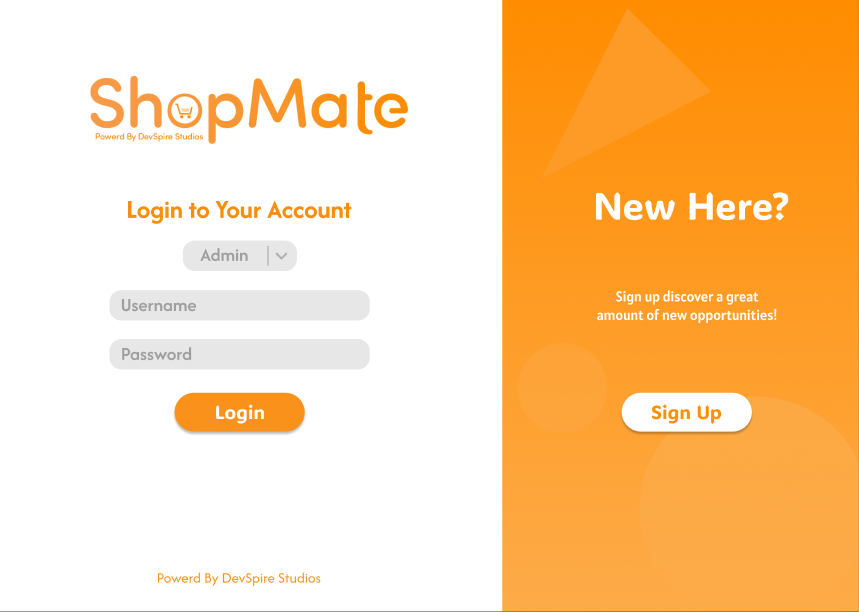 ShopMate
Powerd By DevSpire Studios
Login to Your Account
Admin
Username
Password
Login
Powerd By DevSpire Studios
New Here?
Sign up discover a great
amount of new opportunities!
Sign Up